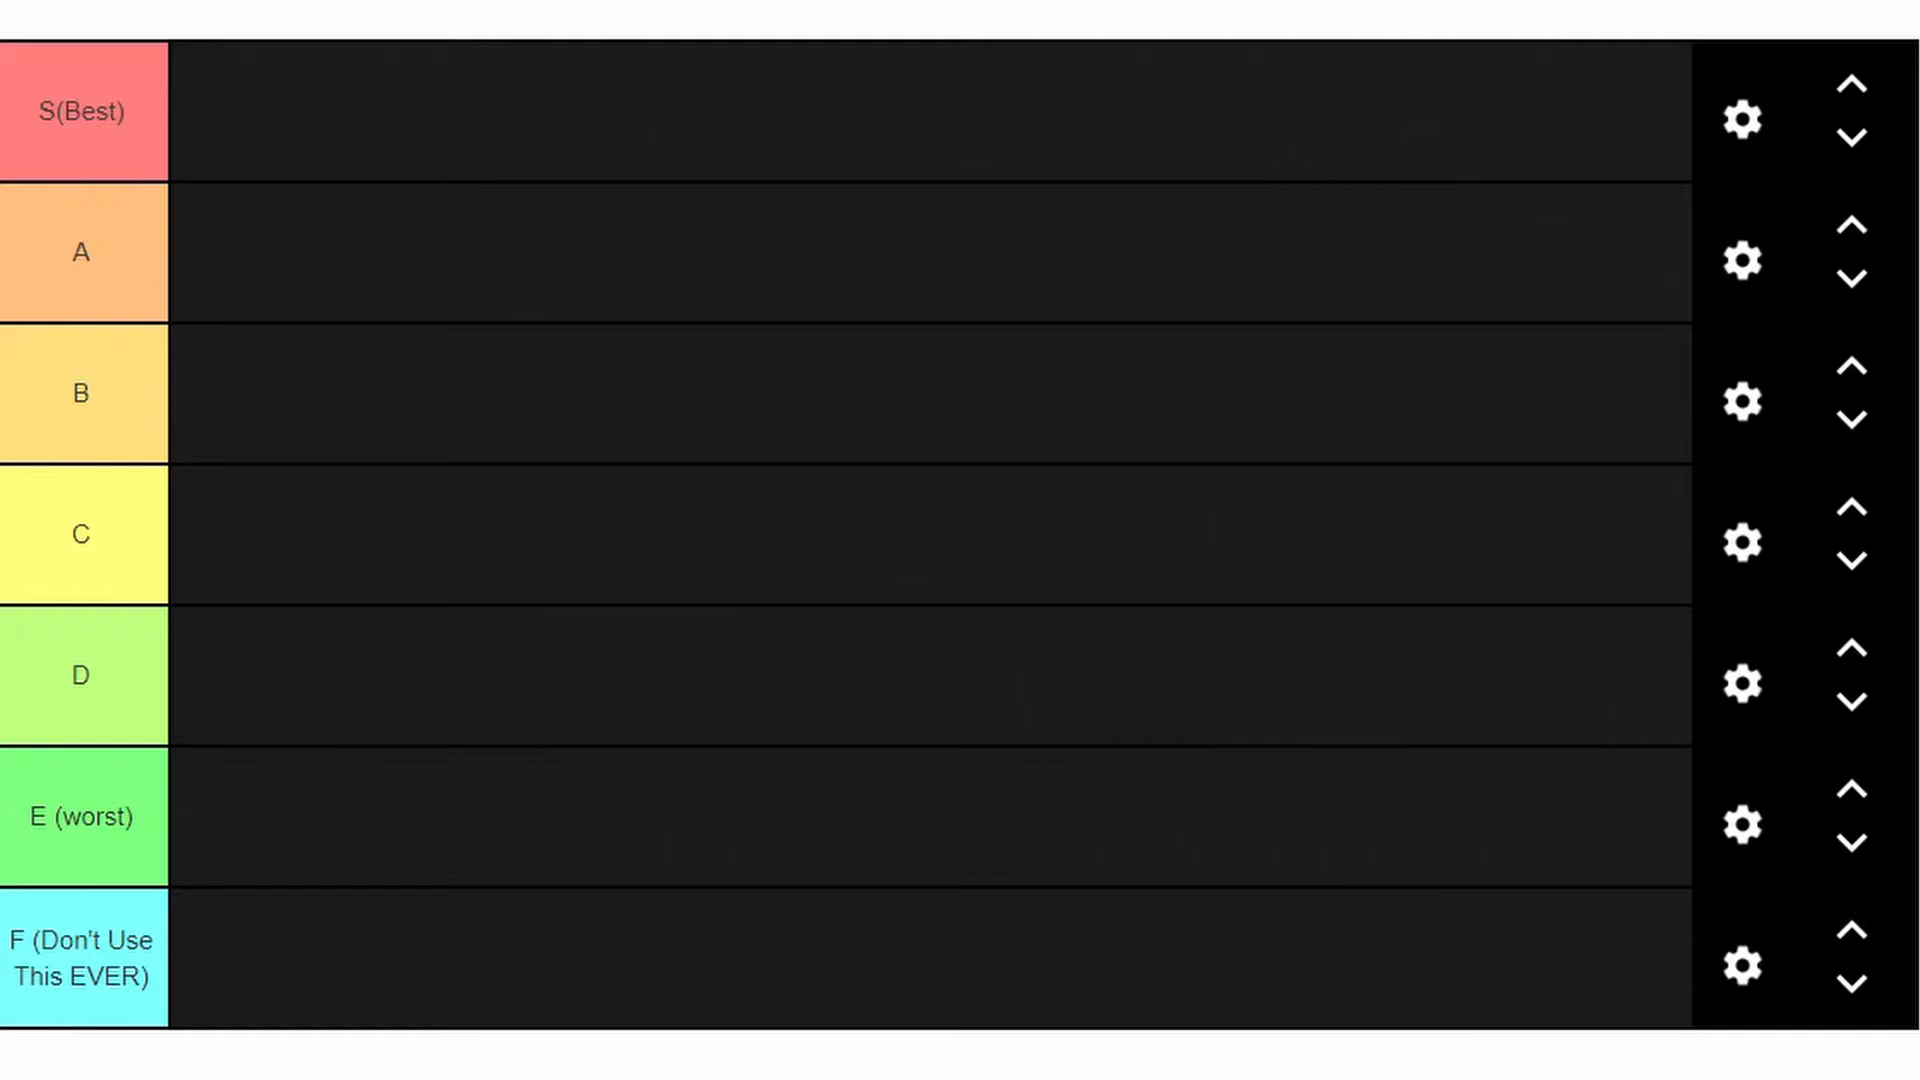 S(Best)
A
B
C
D
E (worst)
F (Don't Use
This EVER)